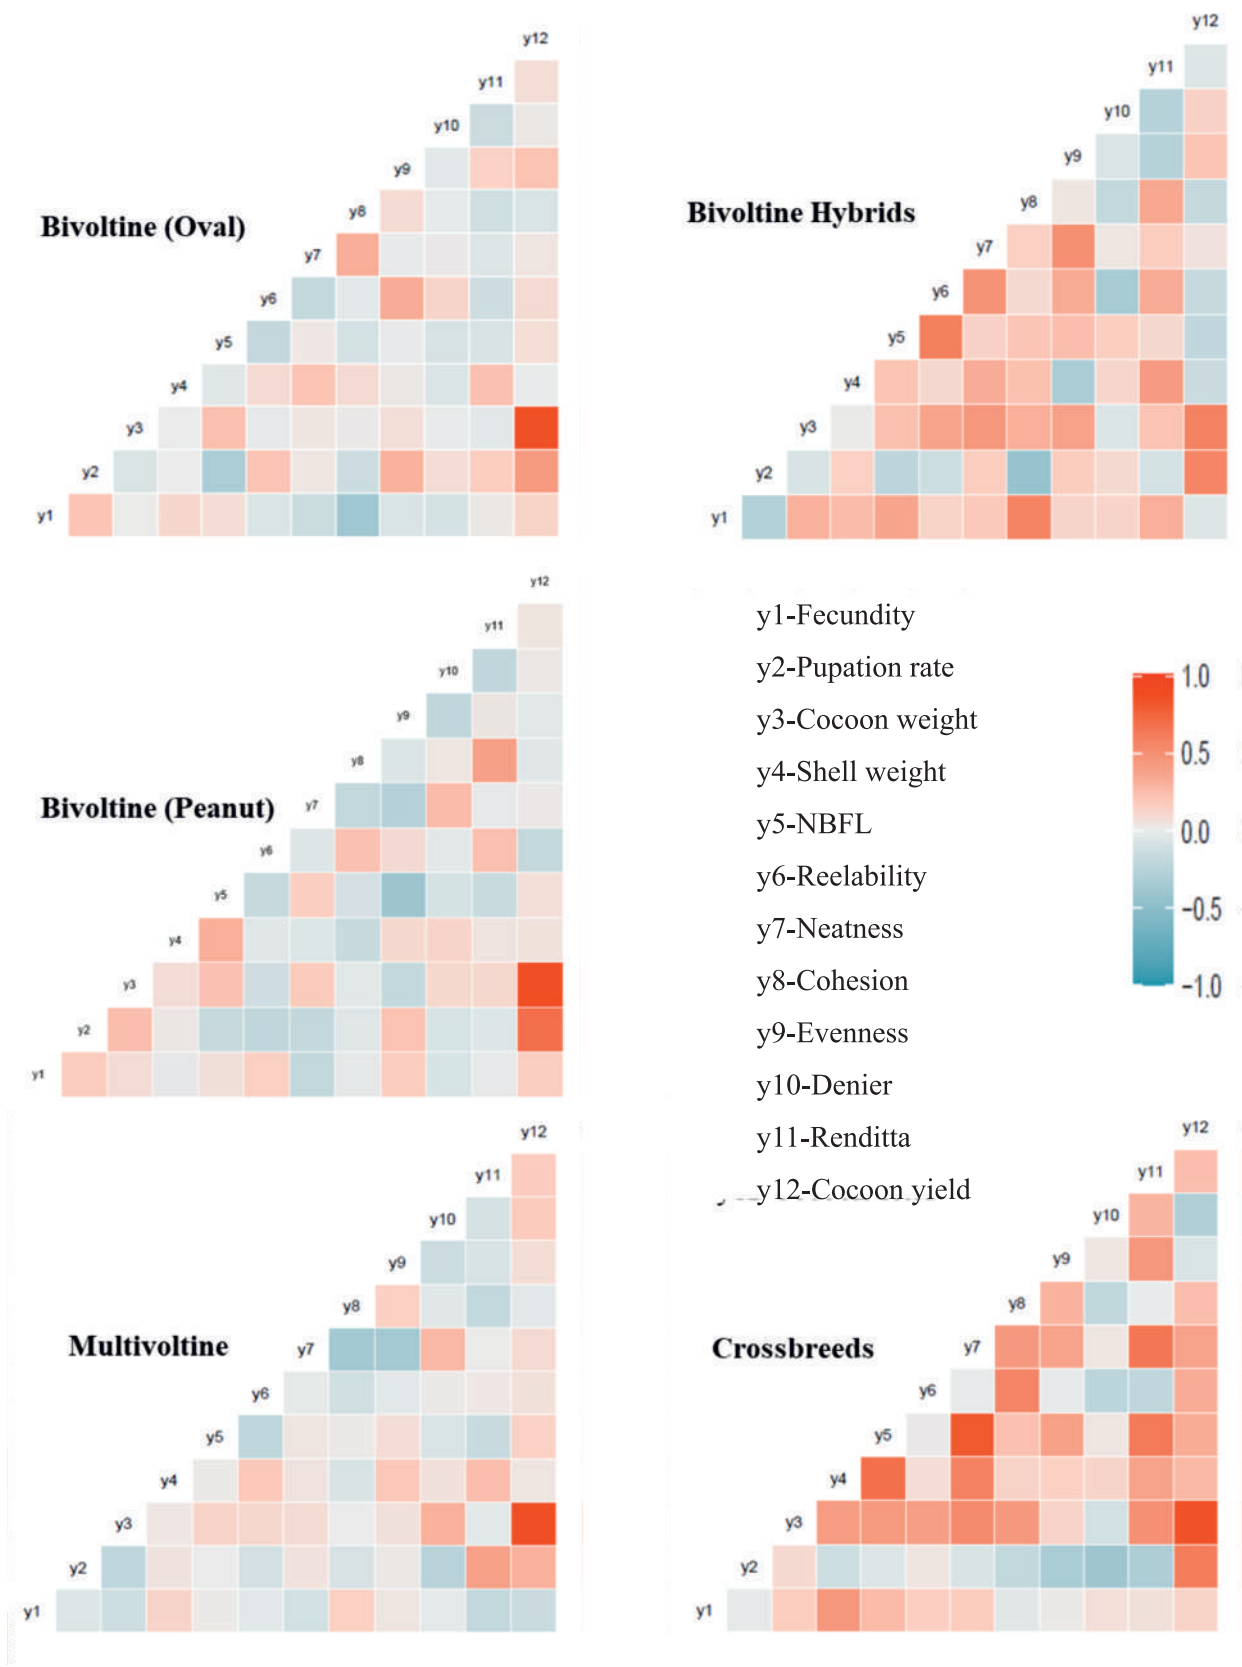 y12
y11
y10
y9
y8
y7
y6
y5
y4
y3
y2
y1
Bivoltine (Oval)
y12
y11
y10
y9
y8
y7
y6
y5
y4
y3
y2
y1
Bivoltine Hybrids
y12
y11
y10
y9
y8
y7
y6
y5
y4
y3
y2
y1
Bivoltine (Peanut)
y1-Fecundity
y2-Pupation rate
y3-Cocoon weight
y4-Shell weight
y5-NBFL
y6-Reelability
y7-Neatness
y8-Cohesion
y9-Evenness
y10-Denier
y11-Renditta
y12-Cocoon yield
1.0
0.5
0.0
−0.5
−1.0
y12
y11
y10
y9
y8
y7
y6
y5
y4
y3
y2
y1
Multivoltine
y12
y11
y10
y9
y8
y7
y6
y5
y4
y3
y2
y1
Crossbreeds